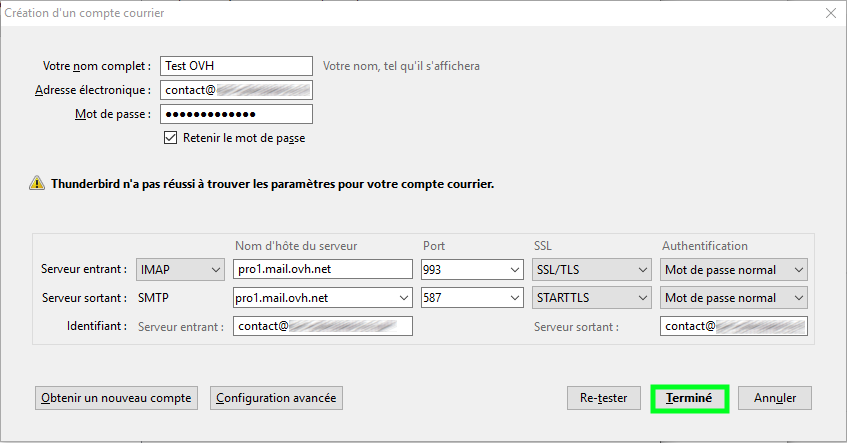 Création d'un compte courrier
Votre nom complet : Test OVH Votre nom, tel qu'il s'affichera
Adresse électronique : contact@
Mot de passe : ●●●●●●●●●●●●●
Retenir le mot de passe
Thunderbird n'a pas réussi à trouver les paramètres pour votre compte courrier.
Nom d'hôte du serveur Port SSL Authentification
Serveur entrant : IMAP pro1.mail.ovh.net 993 SSL/TLS Mot de passe normal
Serveur sortant : SMTP pro1.mail.ovh.net 587 STARTTLS Mot de passe normal
Identifiant : Serveur entrant : contact@ Serveur sortant : contact@
Obtenir un nouveau compte Configuration avancée Re-tester Terminé Annuler